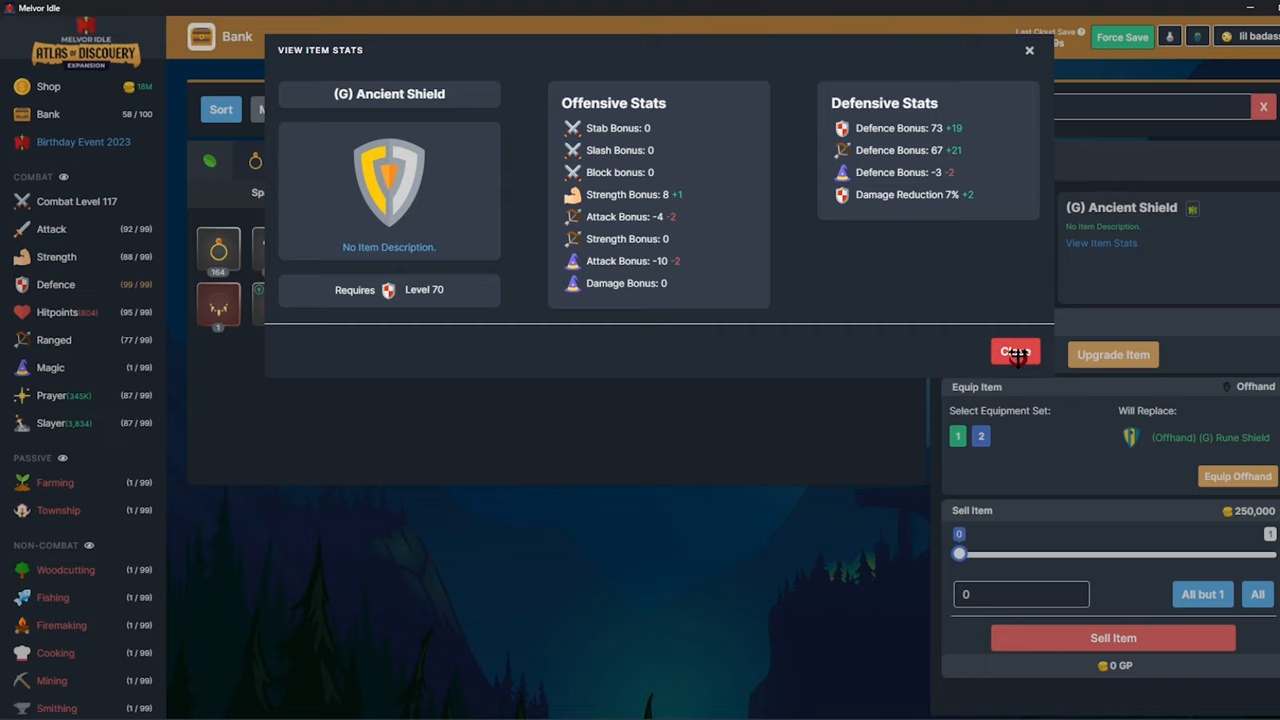 Melvor Idle
MELVOR IDLE
ATLAS OF DISCOVERY
EXPANSION
Shop 18M
Bank 58 / 100
Birthday Event 2023
COMBAT
Combat Level 117
Attack (92 / 99)
Strength (88 / 99)
Defence (99 / 99)
Hitpoints(804) (95 / 99)
Ranged (77 / 99)
Magic (87 / 99)
Prayer(345K) (87 / 99)
Slayer(3,834) (87 / 99)
PASSIVE
Farming (1 / 99)
Township (1 / 99)
NON-COMBAT
Woodcutting (1 / 99)
Fishing (1 / 99)
Firemaking (1 / 99)
Cooking (1 / 99)
Mining (1 / 99)
Smithing (1 / 99)
Bank
Last Cloud Save
9s
Force Save
lil badass
Sort
M
Sp
164
1
VIEW ITEM STATS
(G) Ancient Shield
No Item Description.
Requires Level 70
Offensive Stats
Stab Bonus: 0
Slash Bonus: 0
Block bonus: 0
Strength Bonus: 8 +1
Attack Bonus: -4 -2
Strength Bonus: 0
Attack Bonus: -10 -2
Damage Bonus: 0
Defensive Stats
Defence Bonus: 73 +19
Defence Bonus: 67 +21
Defence Bonus: -3 -2
Damage Reduction 7% +2
X
(G) Ancient Shield
No Item Description.
View Item Stats
Upgrade Item
Equip Item Offhand
Select Equipment Set: Will Replace:
1 2 (Offhand) (G) Rune Shield
Equip Offhand
Sell Item 250,000
0 1
0 All but 1 All
Sell Item
0 GP